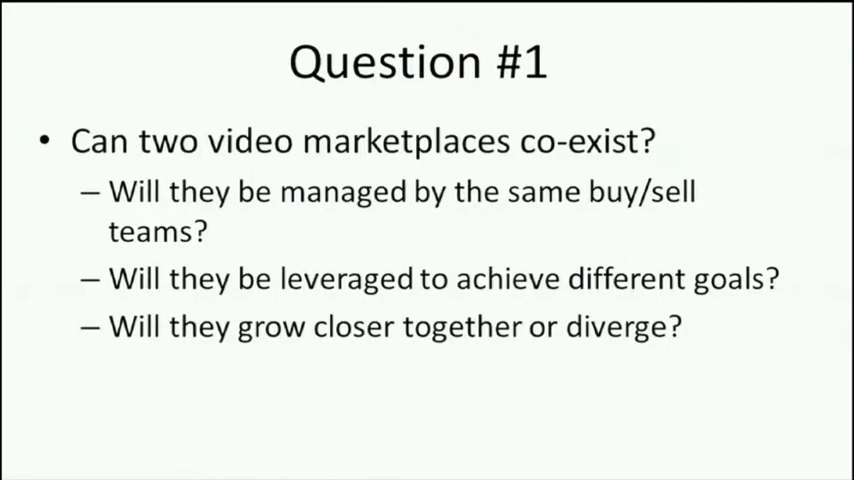 Question #1
• Can two video marketplaces co-exist?
– Will they be managed by the same buy/sell
teams?
– Will they be leveraged to achieve different goals?
– Will they grow closer together or diverge?